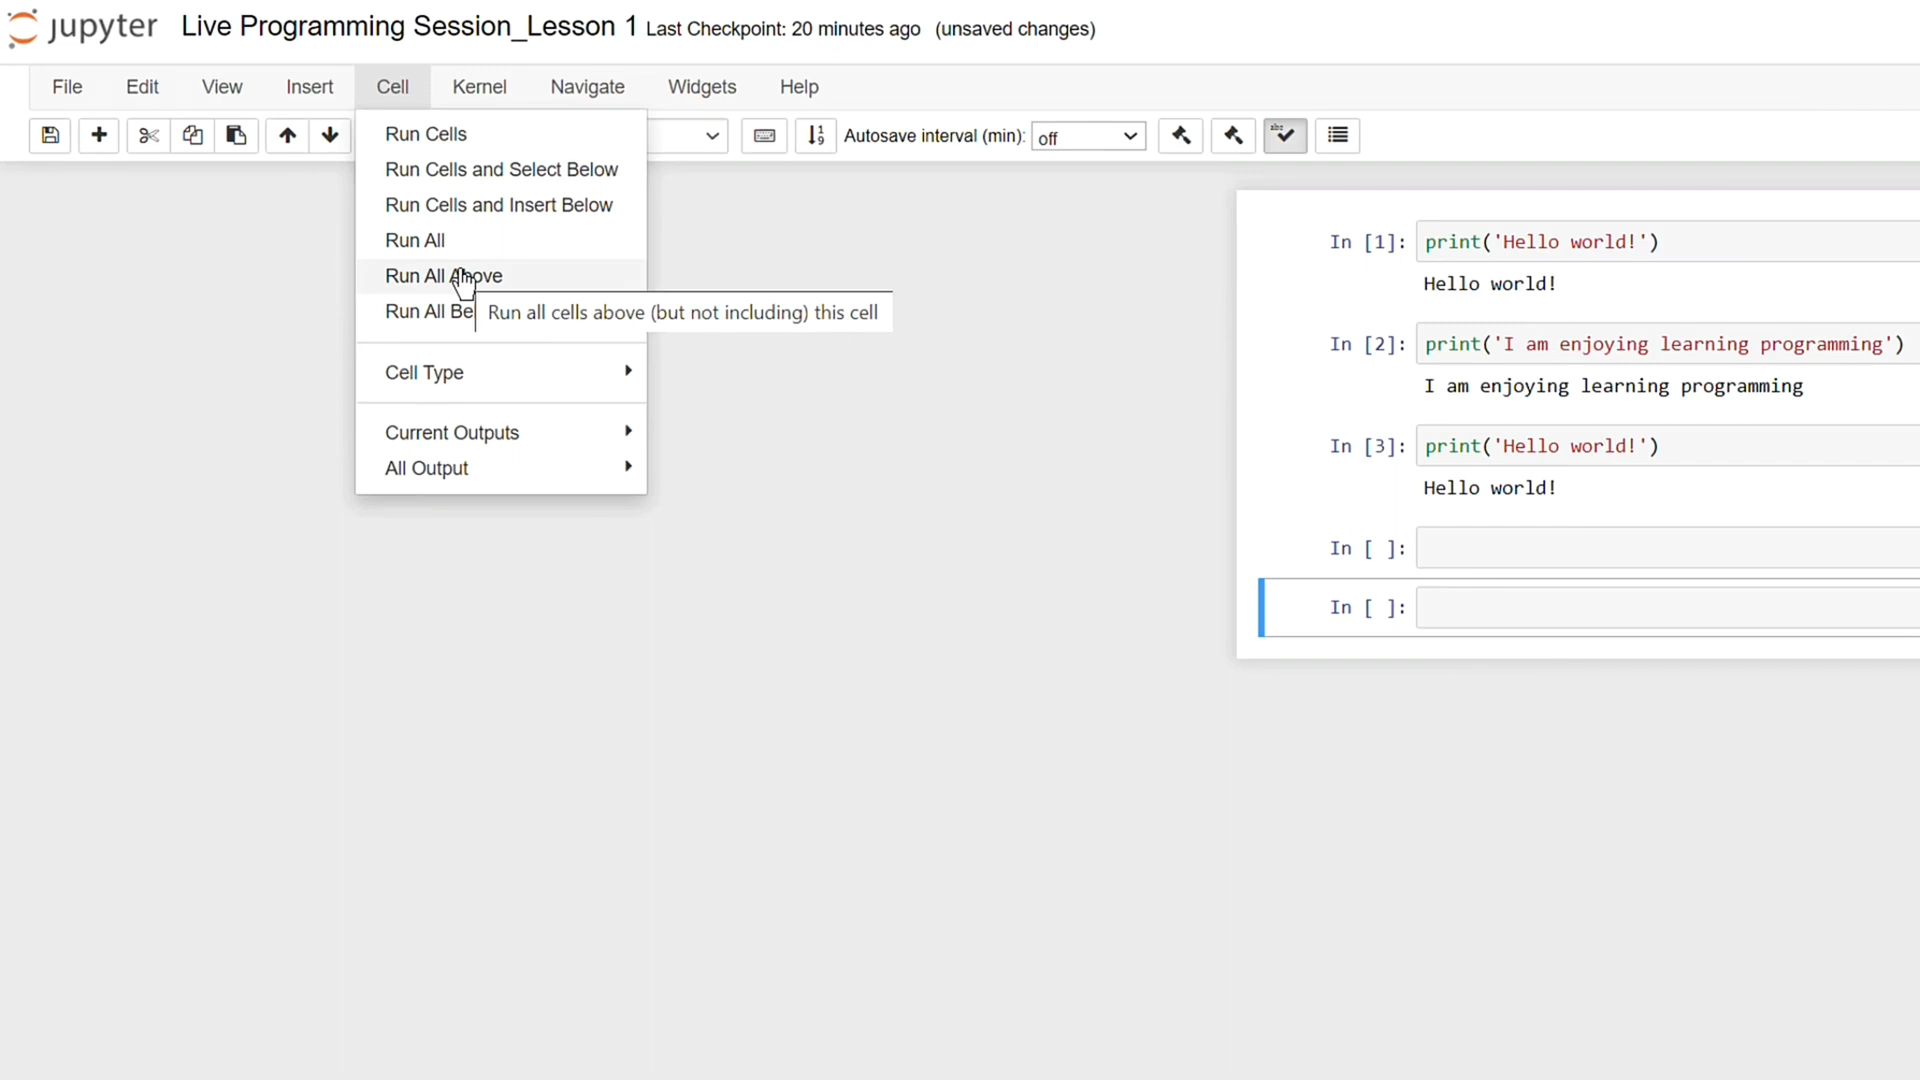 jupyter Live Programming Session_Lesson 1 Last Checkpoint: 20 minutes ago (unsaved changes)
File Edit View Insert Cell Kernel Navigate Widgets Help
Autosave interval (min): off
Run Cells
Run Cells and Select Below
Run Cells and Insert Below
Run All
Run All Above
Run All Be
Run all cells above (but not including) this cell
Cell Type
Current Outputs
All Output
In [1]: print('Hello world!')
Hello world!
In [2]: print('I am enjoying learning programming')
I am enjoying learning programming
In [3]: print('Hello world!')
Hello world!
In [ ]:
In [ ]: